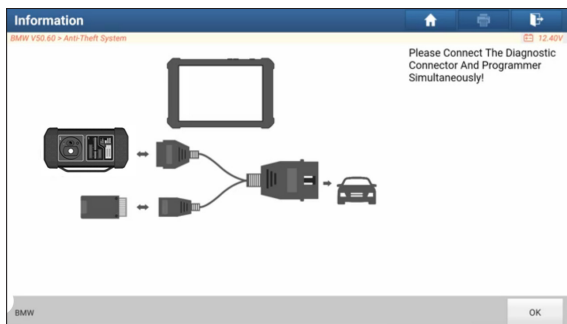 Information
BMW V50.60 > Anti-Theft System
12.40V
Please Connect The Diagnostic
Connector And Programmer
Simultaneously!
BMW
OK